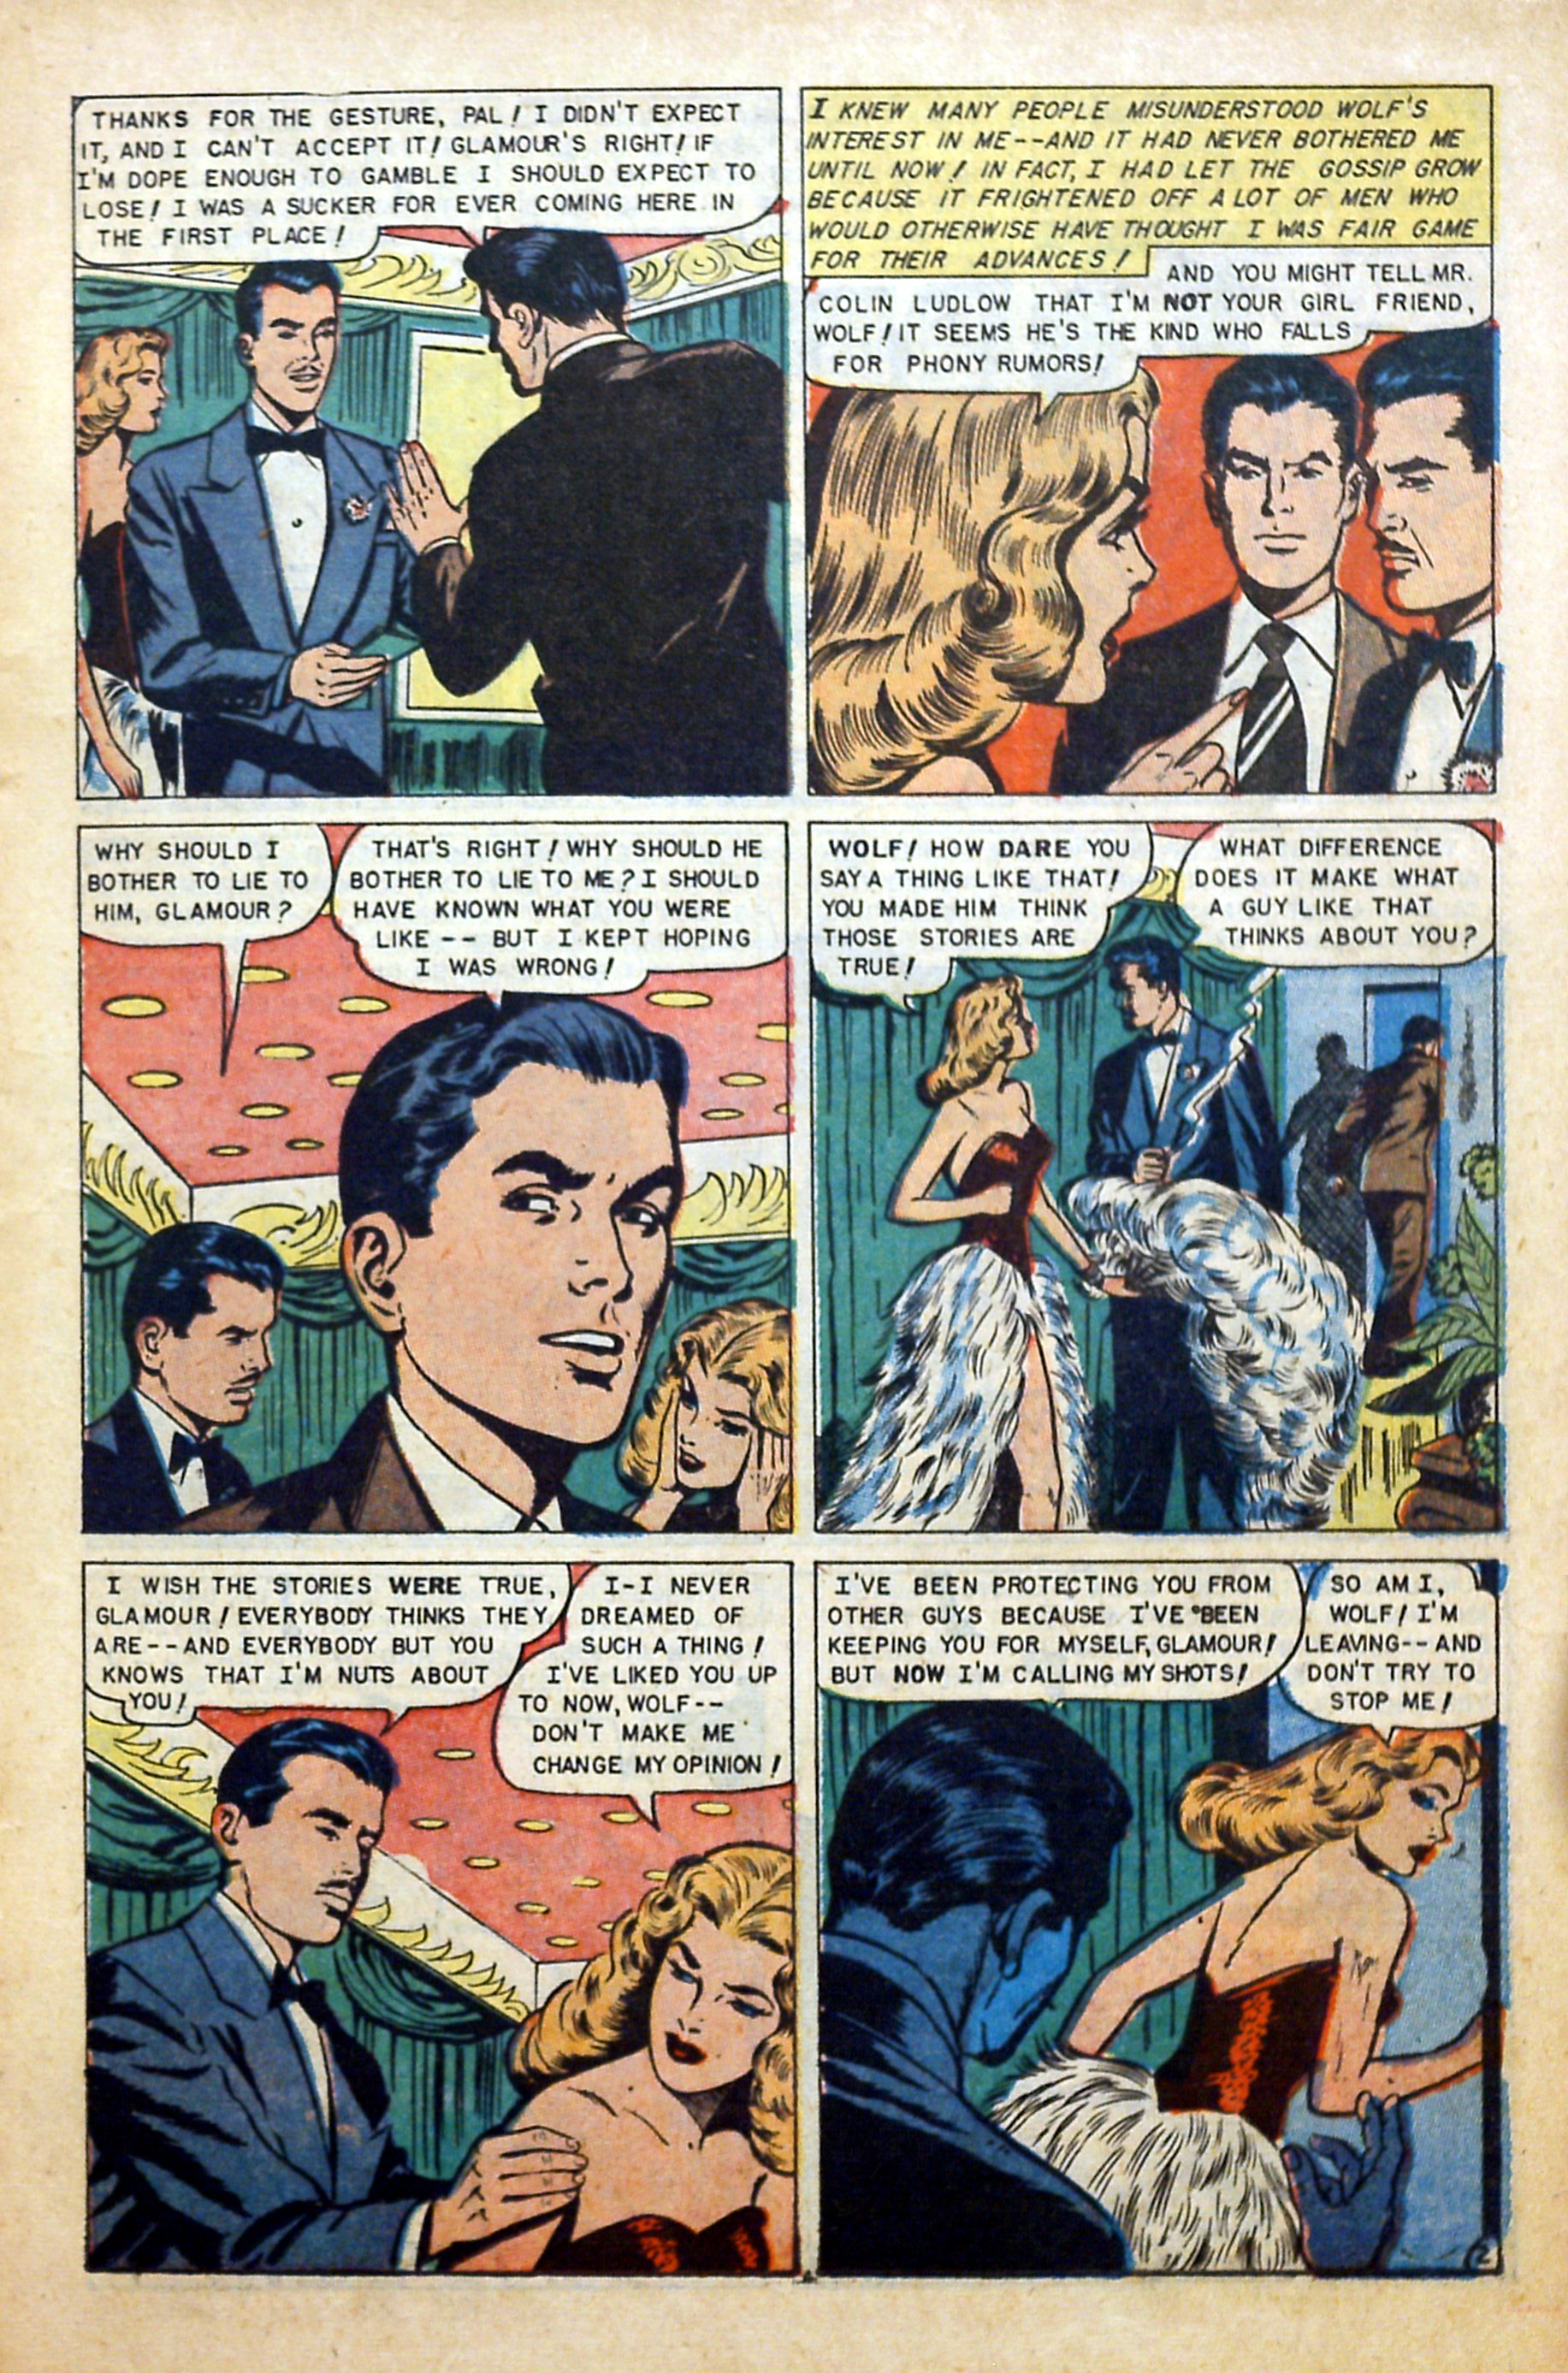 THANKS FOR THE GESTURE, PAL! I DIDN'T EXPECT
IT, AND I CAN'T ACCEPT IT! GLAMOUR'S RIGHT! IF
I'M DOPE ENOUGH TO GAMBLE I SHOULD EXPECT TO
LOSE! I WAS A SUCKER FOR EVER COMING HERE IN
THE FIRST PLACE!
I KNEW MANY PEOPLE MISUNDERSTOOD WOLF'S
INTEREST IN ME--AND IT HAD NEVER BOTHERED ME
UNTIL NOW! IN FACT, I HAD LET THE GOSSIP GROW
BECAUSE IT FRIGHTENED OFF A LOT OF MEN WHO
WOULD OTHERWISE HAVE THOUGHT I WAS FAIR GAME
FOR THEIR ADVANCES!
AND YOU MIGHT TELL MR.
COLIN LUDLOW THAT I'M NOT YOUR GIRL FRIEND,
WOLF! IT SEEMS HE'S THE KIND WHO FALLS
FOR PHONY RUMORS!
WHY SHOULD I
BOTHER TO LIE TO
HIM, GLAMOUR?
THAT'S RIGHT! WHY SHOULD HE
BOTHER TO LIE TO ME? I SHOULD
HAVE KNOWN WHAT YOU WERE
LIKE -- BUT I KEPT HOPING
I WAS WRONG!
WOLF! HOW DARE YOU
SAY A THING LIKE THAT!
YOU MADE HIM THINK
THOSE STORIES ARE
TRUE!
WHAT DIFFERENCE
DOES IT MAKE WHAT
A GUY LIKE THAT
THINKS ABOUT YOU?
I WISH THE STORIES WERE TRUE,
GLAMOUR! EVERYBODY THINKS THEY
ARE--AND EVERYBODY BUT YOU
KNOWS THAT I'M NUTS ABOUT
YOU!
I-I NEVER
DREAMED OF
SUCH A THING!
I'VE LIKED YOU UP
TO NOW, WOLF--
DON'T MAKE ME
CHANGE MY OPINION!
I'VE BEEN PROTECTING YOU FROM
OTHER GUYS BECAUSE I'VE BEEN
KEEPING YOU FOR MYSELF, GLAMOUR!
BUT NOW I'M CALLING MY SHOTS!
SO AM I,
WOLF! I'M
LEAVING--AND
DON'T TRY TO
STOP ME!
2